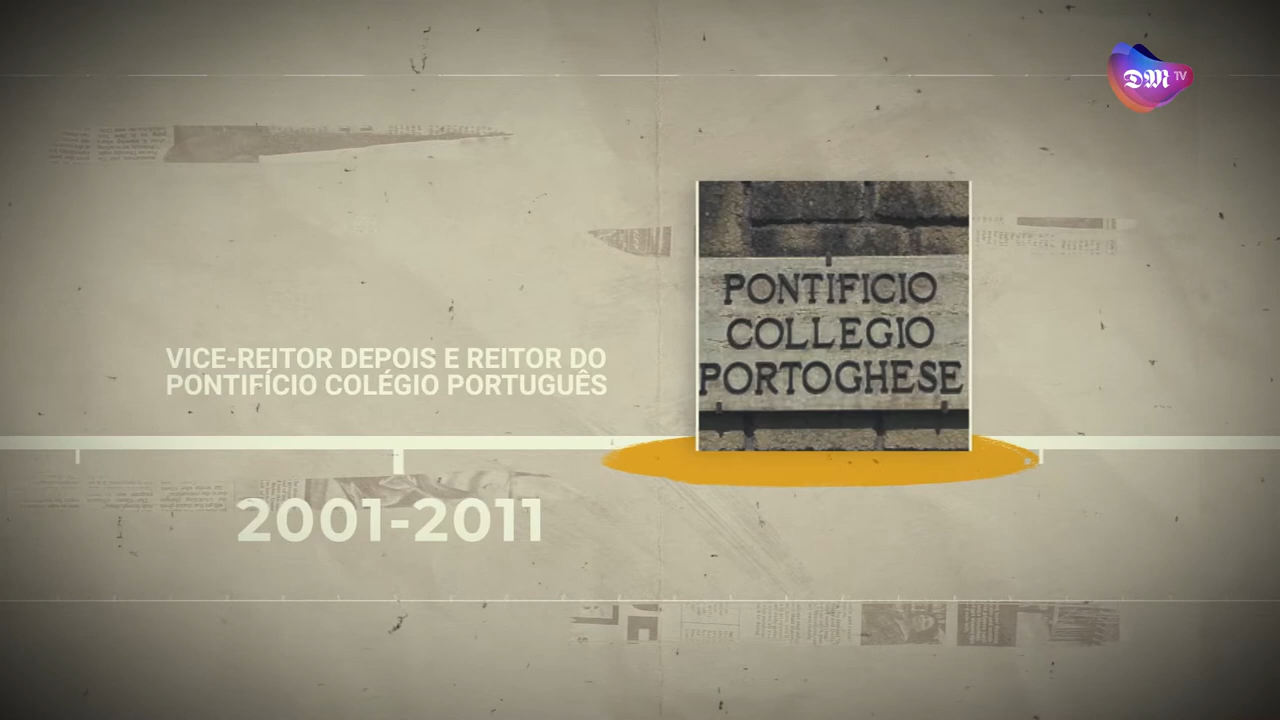 DM TV
PONTIFICIO
COLLEGIO
PORTOGHESE
VICE-REITOR DEPOIS E REITOR DO
PONTIFÍCIO COLÉGIO PORTUGUÊS
2001-2011